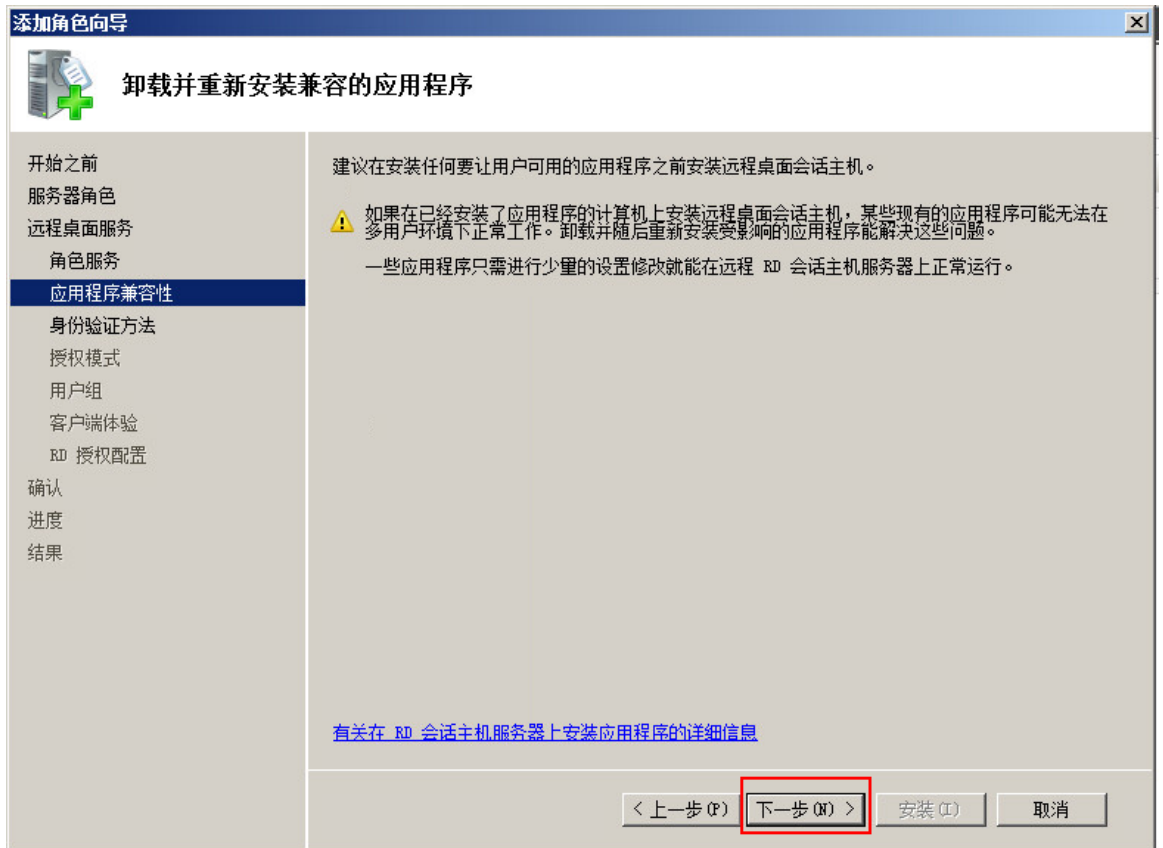 添加角色向导
卸载并重新安装兼容的应用程序
开始之前
服务器角色
远程桌面服务
角色服务
应用程序兼容性
身份验证方法
授权模式
用户组
客户端体验
RD 授权配置
确认
进度
结果
建议在安装任何要让用户可用的应用程序之前安装远程桌面会话主机。
如果在已经安装了应用程序的计算机上安装远程桌面会话主机，某些现有的应用程序可能无法在
多用户环境下正常工作。卸载并随后重新安装受影响的应用程序能解决这些问题。
一些应用程序只需进行少量的设置修改就能在远程 RD 会话主机服务器上正常运行。
有关在 RD 会话主机服务器上安装应用程序的详细信息
< 上一步(P) 下一步(N) > 安装(I) 取消